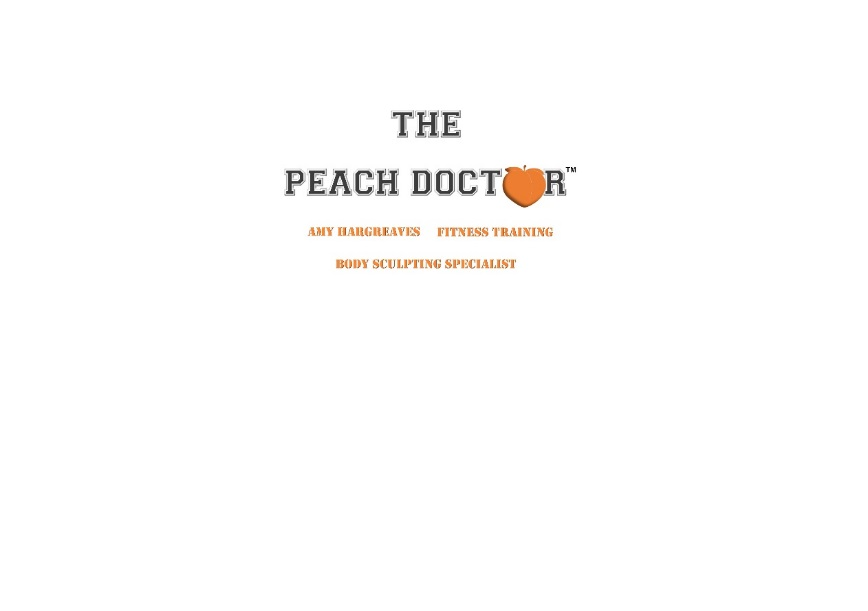 THE
PEACH DOCTOR™
AMY HARGREAVES FITNESS TRAINING
BODY SCULPTING SPECIALIST